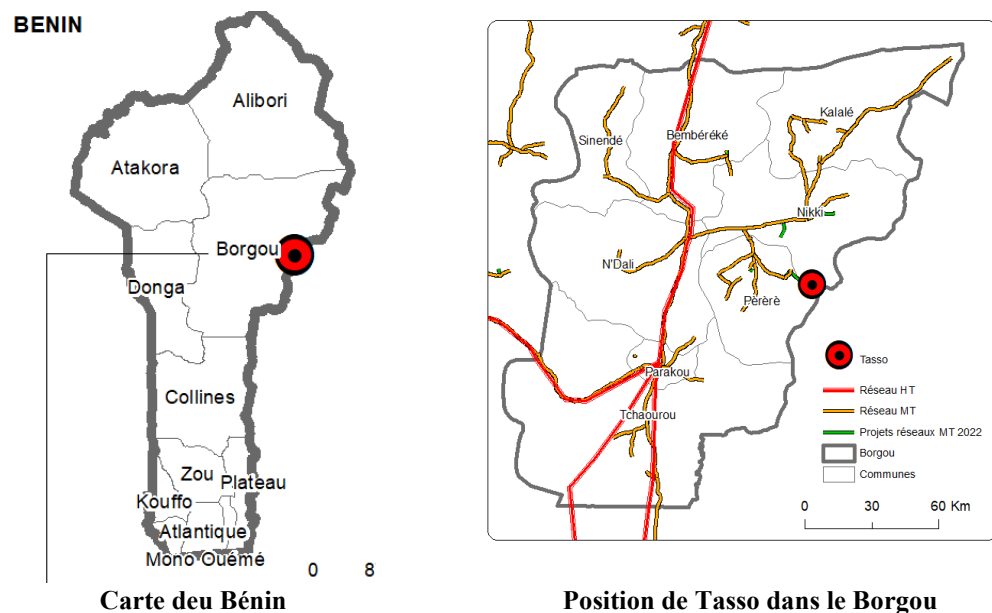 BENIN
Alibori
Atakora
Borgou
Donga
Collines
Zou
Plateau
Kouffo
Atlantique
Mono Ouémé
0 8
Carte deu Bénin
Kalalé
Sinendé
Bembéréké
Nikki
N'Dali
Pèrèrè
Parakou
Tchaourou
Tasso
Réseau HT
Réseau MT
Projets réseaux MT 2022
Borgou
Communes
0 30 60 Km
Position de Tasso dans le Borgou